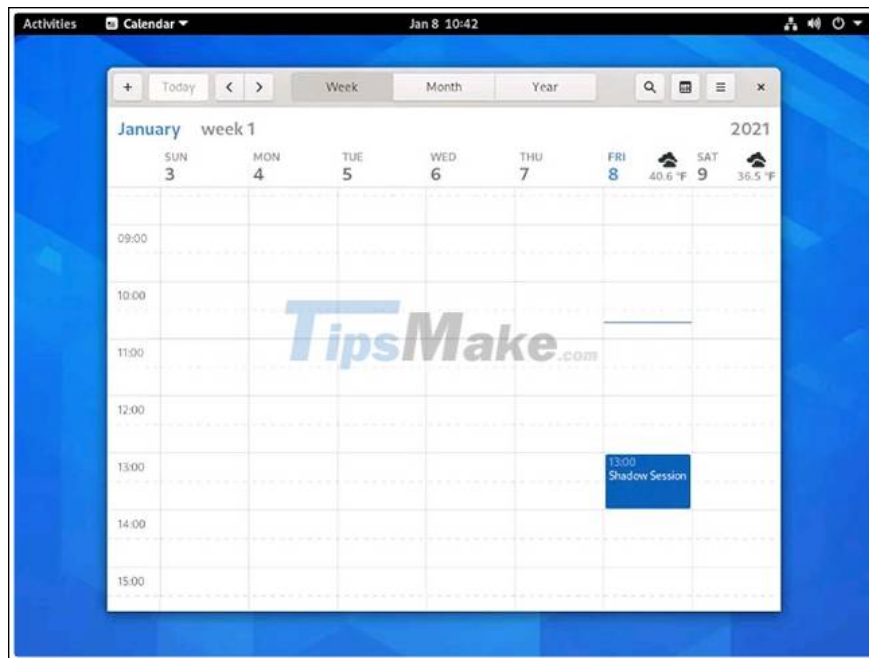 Activities Calendar Jan 8 10:42
+ Today < > Week Month Year ×
January week 1 2021
SUN MON TUE WED THU FRI SAT
3 4 5 6 7 8 40.6 °F 9 36.5 °F
09:00
10:00
TipsMake.com
11:00
12:00
13:00 13:00
Shadow Session
14:00
15:00